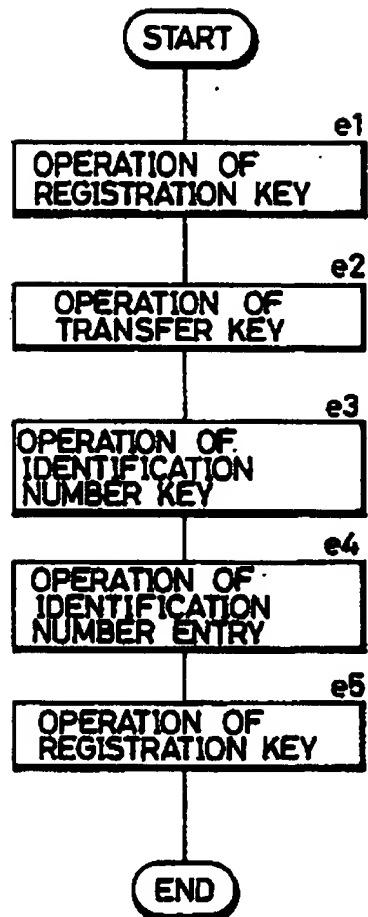 START
e1
OPERATION OF
REGISTRATION KEY
e2
OPERATION OF
TRANSFER KEY
e3
OPERATION OF
IDENTIFICATION
NUMBER KEY
e4
OPERATION OF
IDENTIFICATION
NUMBER ENTRY
e5
OPERATION OF
REGISTRATION KEY
END